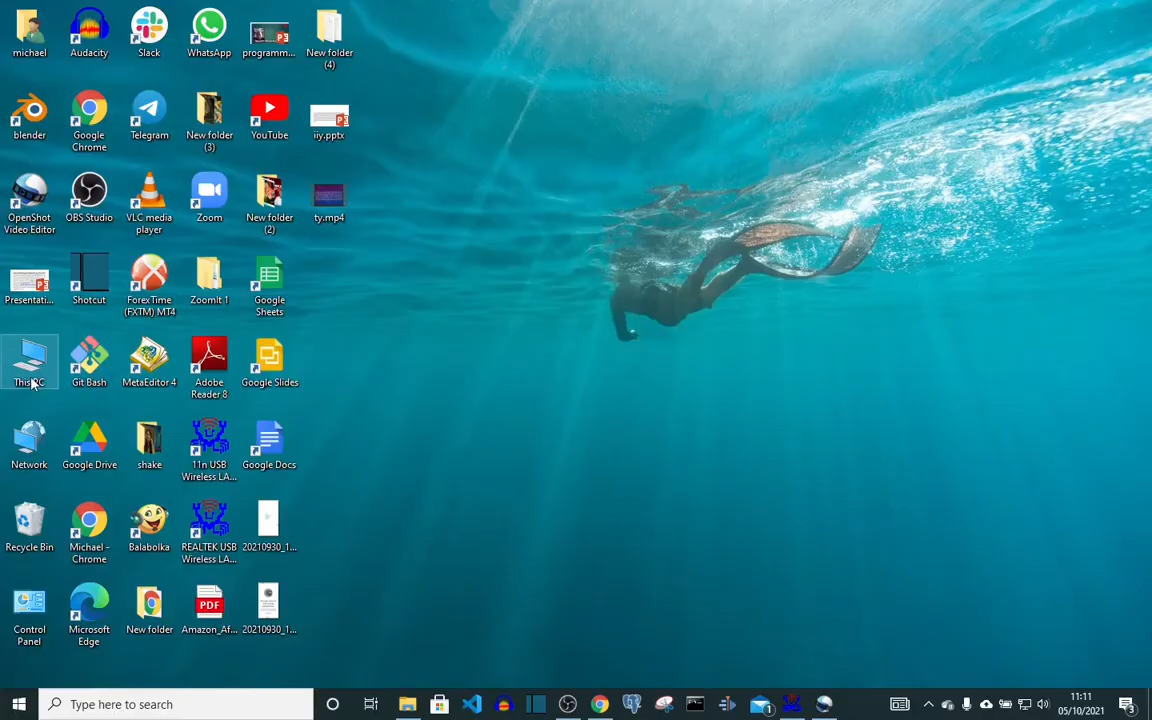 michael
Audacity
Slack
WhatsApp
programm...
New folder
(4)
blender
Google
Chrome
Telegram
New folder
(3)
YouTube
iiy.pptx
OpenShot
Video Editor
OBS Studio
VLC media
player
Zoom
New folder
(2)
ty.mp4
Presentati...
Shotcut
ForexTime
(FXTM) MT4
ZoomIt 1
Google
Sheets
This PC
Git Bash
MetaEditor 4
Adobe
Reader 8
Google Slides
Network
Google Drive
shake
11n USB
Wireless LA...
Google Docs
Recycle Bin
Michael -
Chrome
Balabolka
REALTEK USB
Wireless LA...
20210930_1...
Control
Panel
Microsoft
Edge
New folder
PDF
Amazon_Af...
20210930_1...
Type here to search
1
11:11
05/10/2021
3